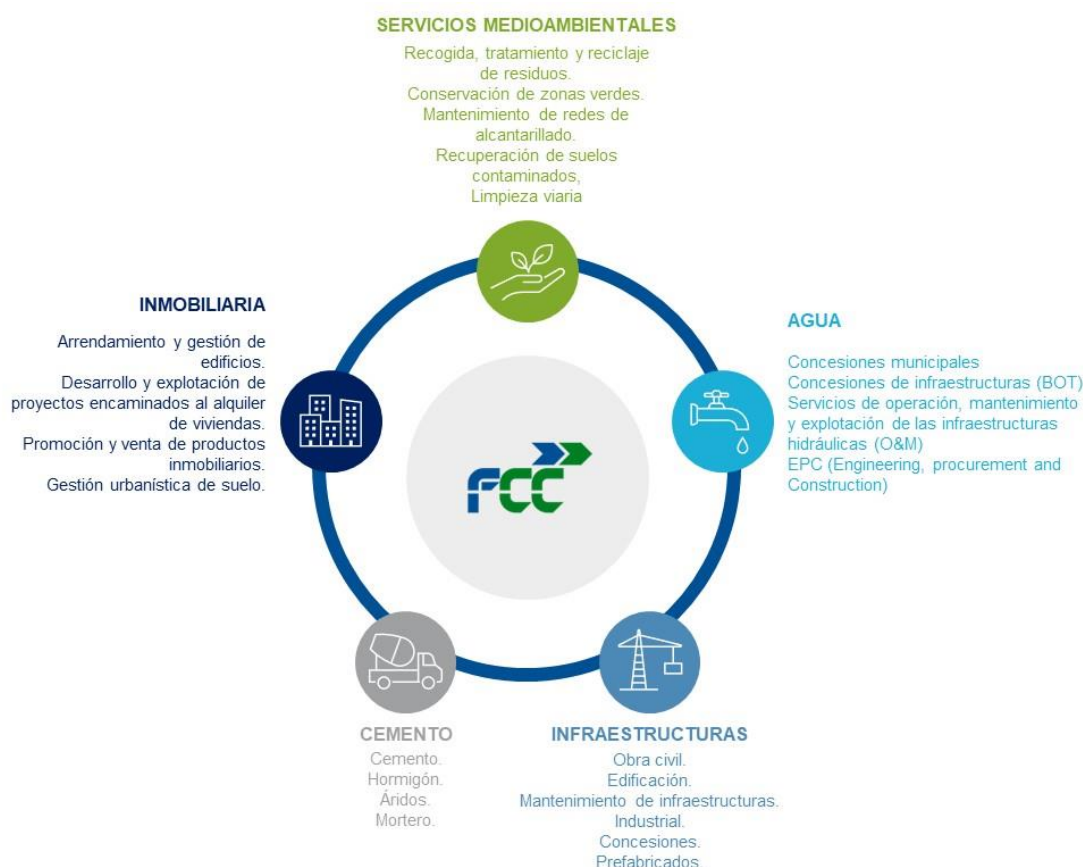 SERVICIOS MEDIOAMBIENTALES
Recogida, tratamiento y reciclaje
de residuos.
Conservación de zonas verdes.
Mantenimiento de redes de
alcantarillado.
Recuperación de suelos
contaminados,
Limpieza viaria
INMOBILIARIA
Arrendamiento y gestión de
edificios.
Desarrollo y explotación de
proyectos encaminados al alquiler
de viviendas.
Promoción y venta de productos
inmobiliarios.
Gestión urbanística de suelo.
AGUA
Concesiones municipales
Concesiones de infraestructuras (BOT)
Servicios de operación, mantenimiento
y explotación de las infraestructuras
hidráulicas (O&M)
EPC (Engineering, procurement and
Construction)
FCC
CEMENTO
Cemento.
Hormigón.
Áridos.
Mortero.
INFRAESTRUCTURAS
Obra civil.
Edificación.
Mantenimiento de infraestructuras.
Industrial.
Concesiones.
Prefabricados